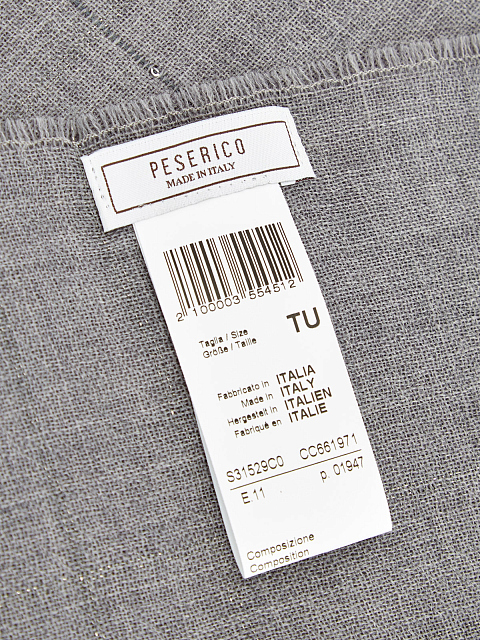 PESERICO
MADE IN ITALY
2 100003 554512
Taglia / Size
Größe / Taille
TU
Fabbricato in ITALIA
Made in ITALY
Hergestelt in ITALIEN
Fabriqué en ITALIE
S31529C0 CC661971
E.11 p. 01947
Composizione
Composition